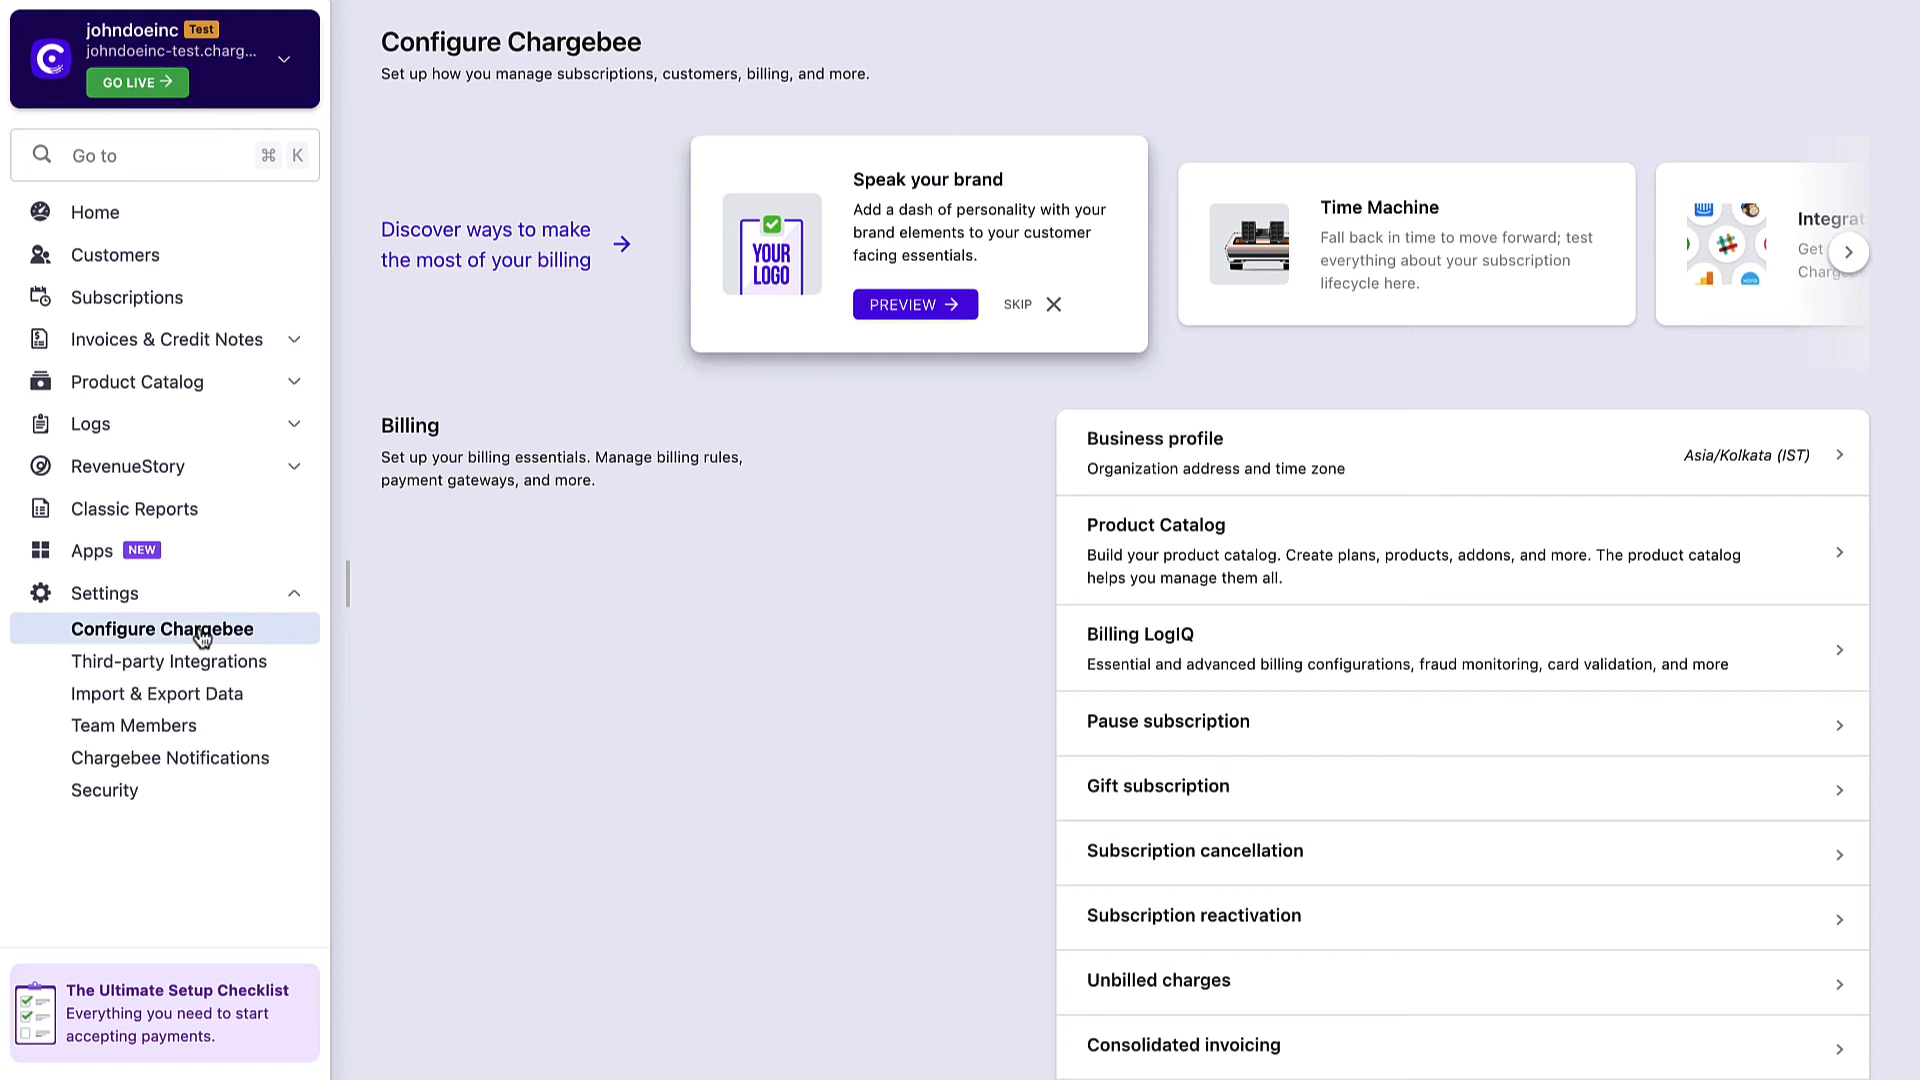 johndoeinc Test
johndoeinc-test.charg...
GO LIVE →
Go to ⌘ K
Home
Customers
Subscriptions
Invoices & Credit Notes
Product Catalog
Logs
RevenueStory
Classic Reports
Apps NEW
Settings
Configure Chargebee
Third-party Integrations
Import & Export Data
Team Members
Chargebee Notifications
Security
The Ultimate Setup Checklist
Everything you need to start
accepting payments.
Configure Chargebee
Set up how you manage subscriptions, customers, billing, and more.
Discover ways to make
the most of your billing →
YOUR
LOGO
Speak your brand
Add a dash of personality with your
brand elements to your customer
facing essentials.
PREVIEW → SKIP ✕
Time Machine
Fall back in time to move forward; test
everything about your subscription
lifecycle here.
Integrat
Get
Billing
Set up your billing essentials. Manage billing rules,
payment gateways, and more.
Business profile
Organization address and time zone
Asia/Kolkata (IST)
Product Catalog
Build your product catalog. Create plans, products, addons, and more. The product catalog
helps you manage them all.
Billing LogIQ
Essential and advanced billing configurations, fraud monitoring, card validation, and more
Pause subscription
Gift subscription
Subscription cancellation
Subscription reactivation
Unbilled charges
Consolidated invoicing